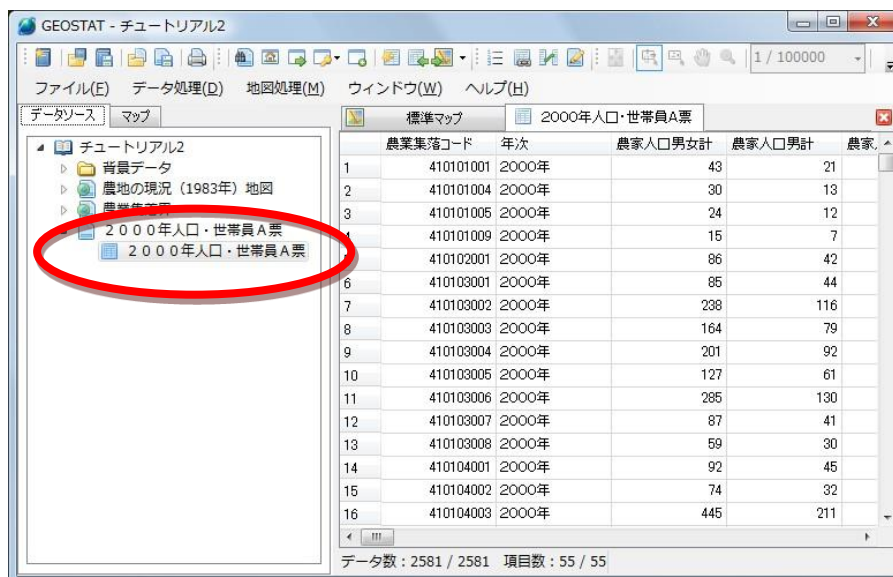 GEOSTAT - チュートリアル2
1 / 100000
ファイル(F) データ処理(D) 地図処理(M) ウィンドウ(W) ヘルプ(H)
データソース マップ
標準マップ 2000年人口・世帯員A票
チュートリアル2
背景データ
農地の現況（1983年）地図
農業集落界
２０００年人口・世帯員Ａ票
２０００年人口・世帯員Ａ票
農業集落コード 年次 農家人口男女計 農家人口男計 農家
1 410101001 2000年 43 21
2 410101004 2000年 30 13
3 410101005 2000年 24 12
410101009 2000年 15 7
410102001 2000年 86 42
6 410103001 2000年 85 44
7 410103002 2000年 238 116
8 410103003 2000年 164 79
9 410103004 2000年 201 92
10 410103005 2000年 127 61
11 410103006 2000年 285 130
12 410103007 2000年 87 41
13 410103008 2000年 59 30
14 410104001 2000年 92 45
15 410104002 2000年 74 32
16 410104003 2000年 445 211
データ数：2581 / 2581 項目数：55 / 55